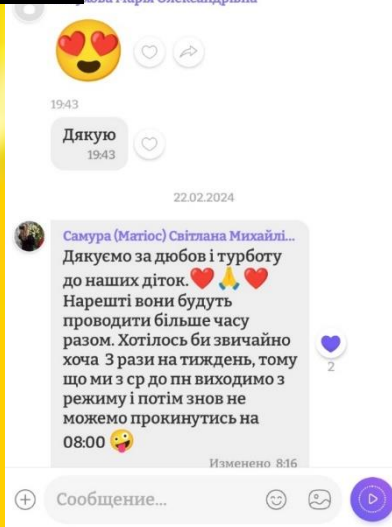 Марія Олександрівна
19:43
Дякую
19:43
22.02.2024
Самура (Матіос) Світлана Михайлі...
Дякуємо за дюбов і турботу
до наших діток.❤️🙏❤️
Нарешті вони будуть
проводити більше часу
разом. Хотілось би звичайно
хоча 3 рази на тиждень, тому
що ми з ср до пн виходимо з
режиму і потім знов не
можемо прокинутись на
08:00 🤪
2
Изменено 8:16
Сообщение...